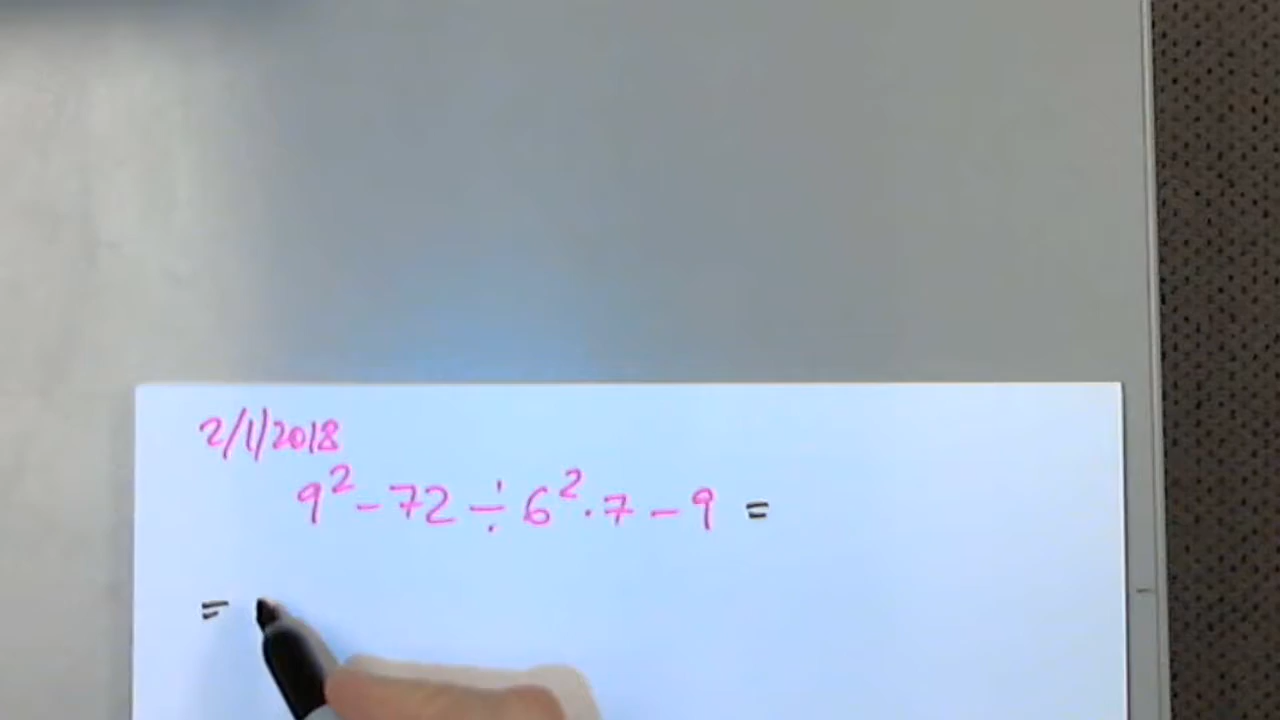 2/1/2018
9² - 72 ÷ 6² · 7 - 9 =
=